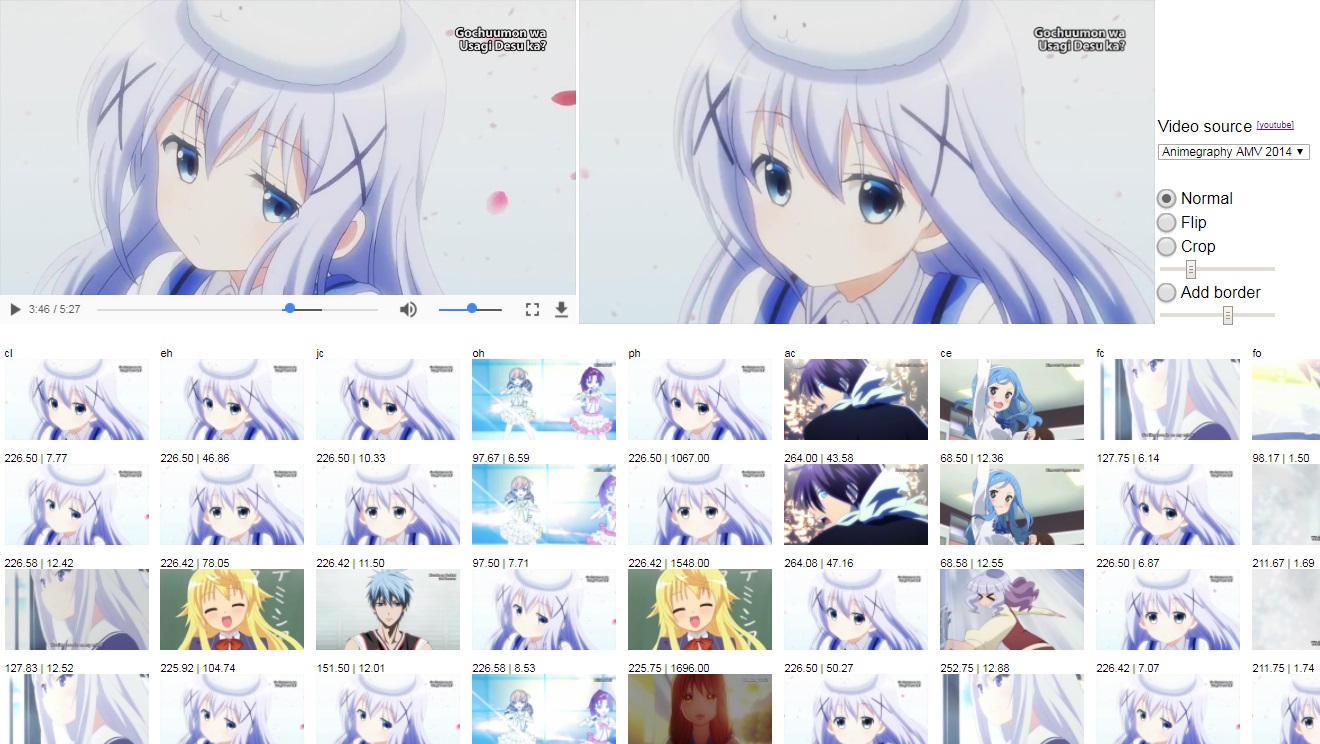 Gochuumon wa
Usagi Desu ka?
Gochuumon wa
Usagi Desu ka?
Video source [youtube]
Animegraphy AMV 2014
Normal
Flip
Crop
Add border
3:46 / 5:27
cl eh jc oh ph ac ce fc fo
226.50 | 7.77 226.50 | 46.86 226.50 | 10.33 97.67 | 6.59 226.50 | 1067.00 264.00 | 43.58 68.50 | 12.36 127.75 | 6.14 98.17 | 1.50
226.58 | 12.42 226.42 | 78.05 226.42 | 11.50 97.50 | 7.71 226.42 | 1548.00 264.08 | 47.16 68.58 | 12.55 226.50 | 6.87 211.67 | 1.69
127.83 | 12.52 225.92 | 104.74 151.50 | 12.01 226.58 | 8.53 225.75 | 1696.00 226.50 | 50.27 252.75 | 12.88 226.42 | 7.07 211.75 | 1.74